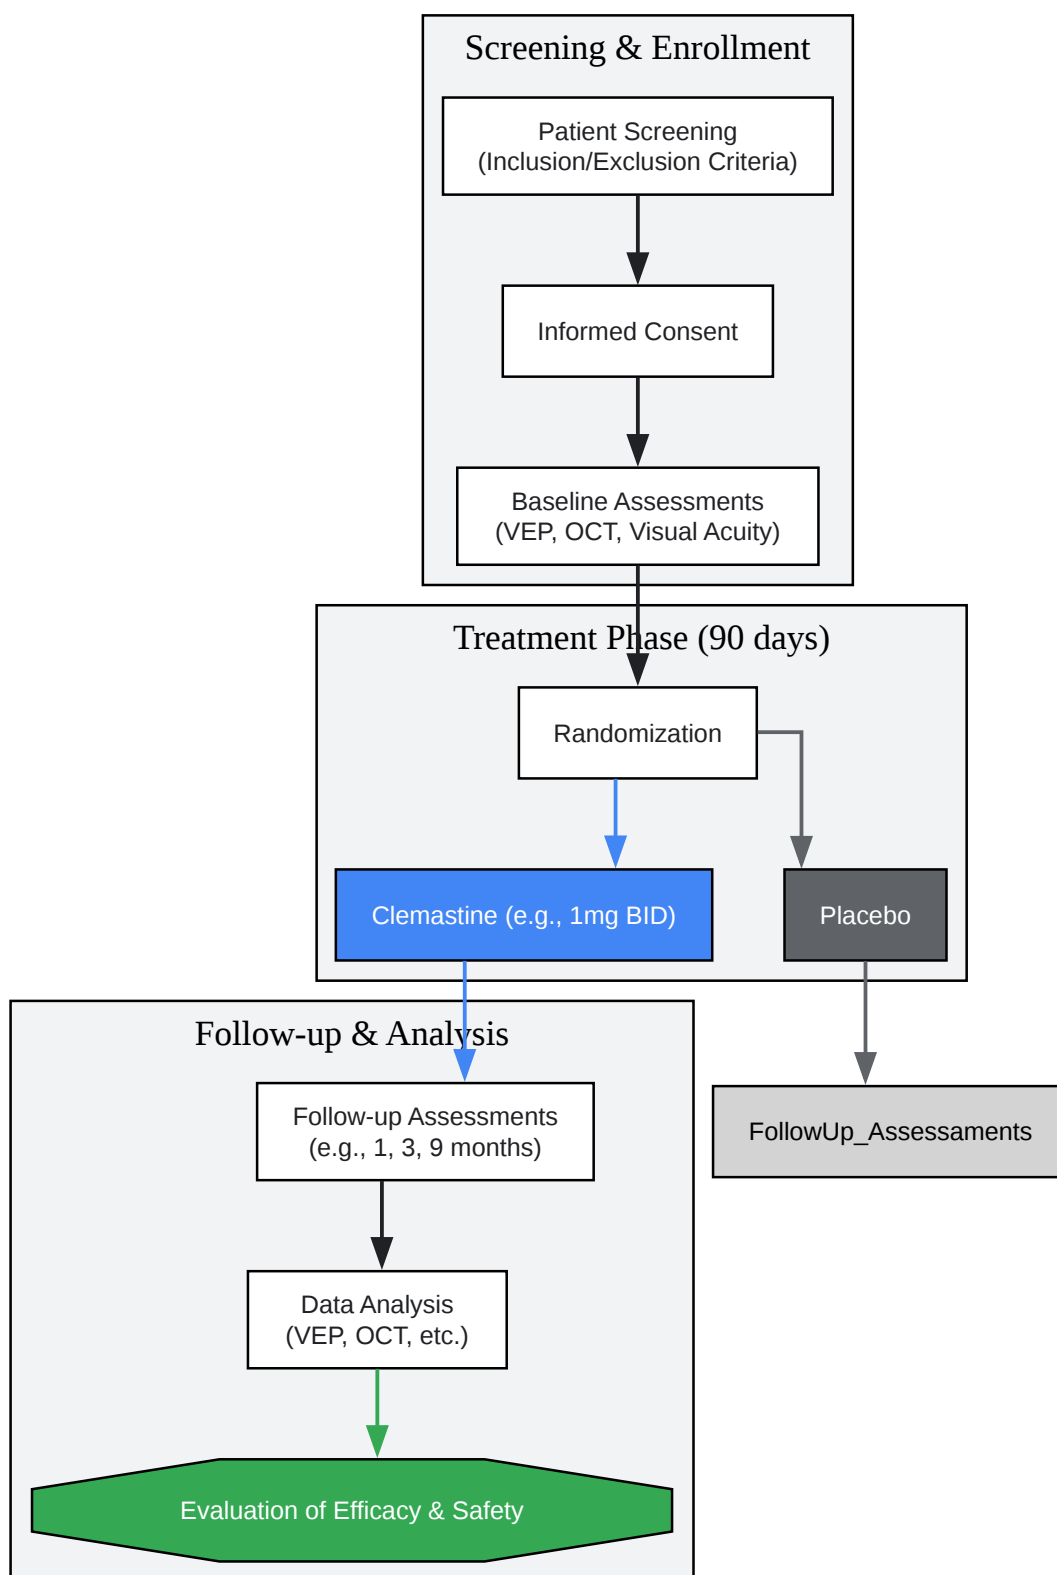 Screening & Enrollment
Patient Screening
(Inclusion/Exclusion Criteria)
Informed Consent
Baseline Assessments
(VEP, OCT, Visual Acuity)
Treatment Phase (90 days)
Randomization
Clemastine (e.g., 1mg BID)
Placebo
Follow-up & Analysis
Follow-up Assessments
(e.g., 1, 3, 9 months)
FollowUp_Assessaments
Data Analysis
(VEP, OCT, etc.)
Evaluation of Efficacy & Safety